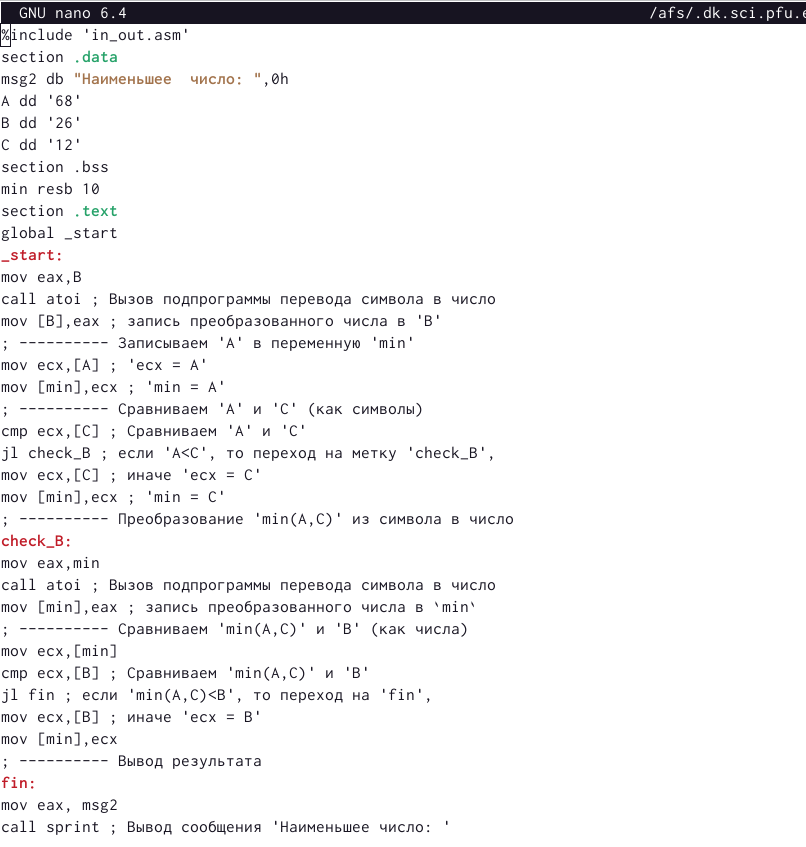 GNU nano 6.4 /afs/.dk.sci.pfu.e
%include 'in_out.asm'
section .data
msg2 db "Наименьшее  число: ",0h
A dd '68'
B dd '26'
C dd '12'
section .bss
min resb 10
section .text
global _start
_start:
mov eax,B
call atoi ; Вызов подпрограммы перевода символа в число
mov [B],eax ; запись преобразованного числа в 'B'
; ---------- Записываем 'A' в переменную 'min'
mov ecx,[A] ; 'ecx = A'
mov [min],ecx ; 'min = A'
; ---------- Сравниваем 'A' и 'С' (как символы)
cmp ecx,[C] ; Сравниваем 'A' и 'С'
jl check_B ; если 'A<C', то переход на метку 'check_B',
mov ecx,[C] ; иначе 'ecx = C'
mov [min],ecx ; 'min = C'
; ---------- Преобразование 'min(A,C)' из символа в число
check_B:
mov eax,min
call atoi ; Вызов подпрограммы перевода символа в число
mov [min],eax ; запись преобразованного числа в `min`
; ---------- Сравниваем 'min(A,C)' и 'B' (как числа)
mov ecx,[min]
cmp ecx,[B] ; Сравниваем 'min(A,C)' и 'B'
jl fin ; если 'min(A,C)<B', то переход на 'fin',
mov ecx,[B] ; иначе 'ecx = B'
mov [min],ecx
; ---------- Вывод результата
fin:
mov eax, msg2
call sprint ; Вывод сообщения 'Наименьшее число: '